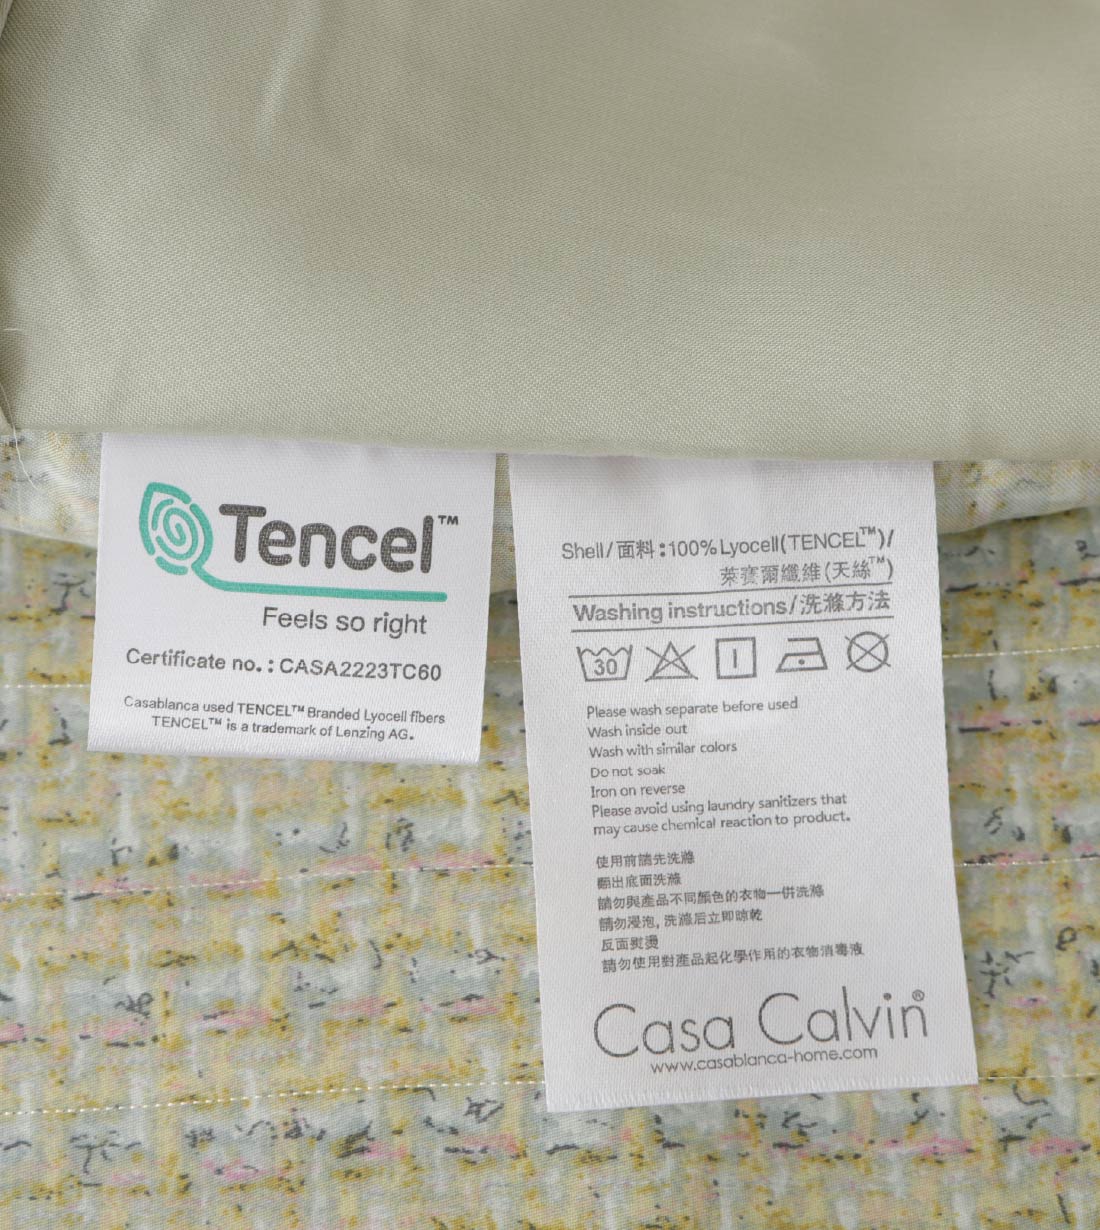 Tencel™
Feels so right
Certificate no.: CASA2223TC60
Casablanca used TENCEL™ Branded Lyocell fibers
TENCEL™ is a trademark of Lenzing AG.
Shell/面料:100%Lyocell(TENCEL™)/
萊賽爾纖維(天絲™)
Washing instructions/洗滌方法
30
Please wash separate before used
Wash inside out
Wash with similar colors
Do not soak
Iron on reverse
Please avoid using laundry sanitizers that
may cause chemical reaction to product.
使用前請先洗滌
翻出底面洗滌
請勿與產品不同顏色的衣物一併洗滌
請勿浸泡, 洗滌后立即晾乾
反面熨燙
請勿使用對產品起化學作用的衣物消毒液
Casa Calvin®
www.casablanca-home.com